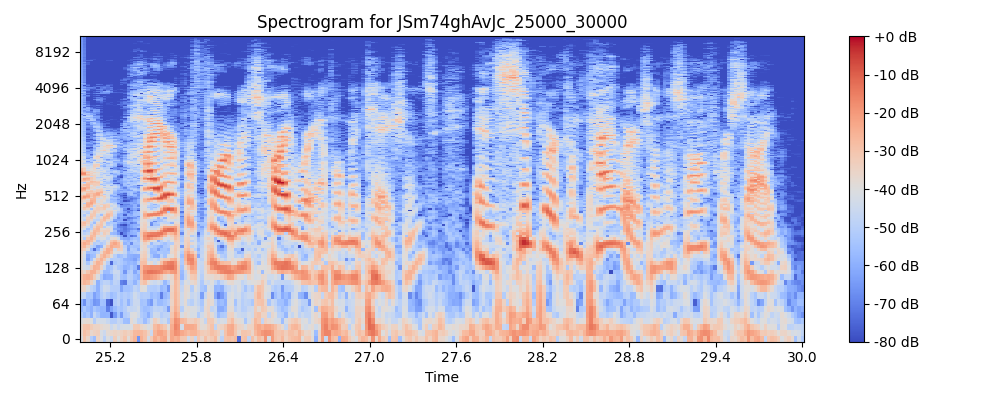 Spectrogram for JSm74ghAvJc_25000_30000
Hz
8192
4096
2048
1024
512
256
128
64
0
25.2 25.8 26.4 27.0 27.6 28.2 28.8 29.4 30.0
Time
+0 dB
-10 dB
-20 dB
-30 dB
-40 dB
-50 dB
-60 dB
-70 dB
-80 dB